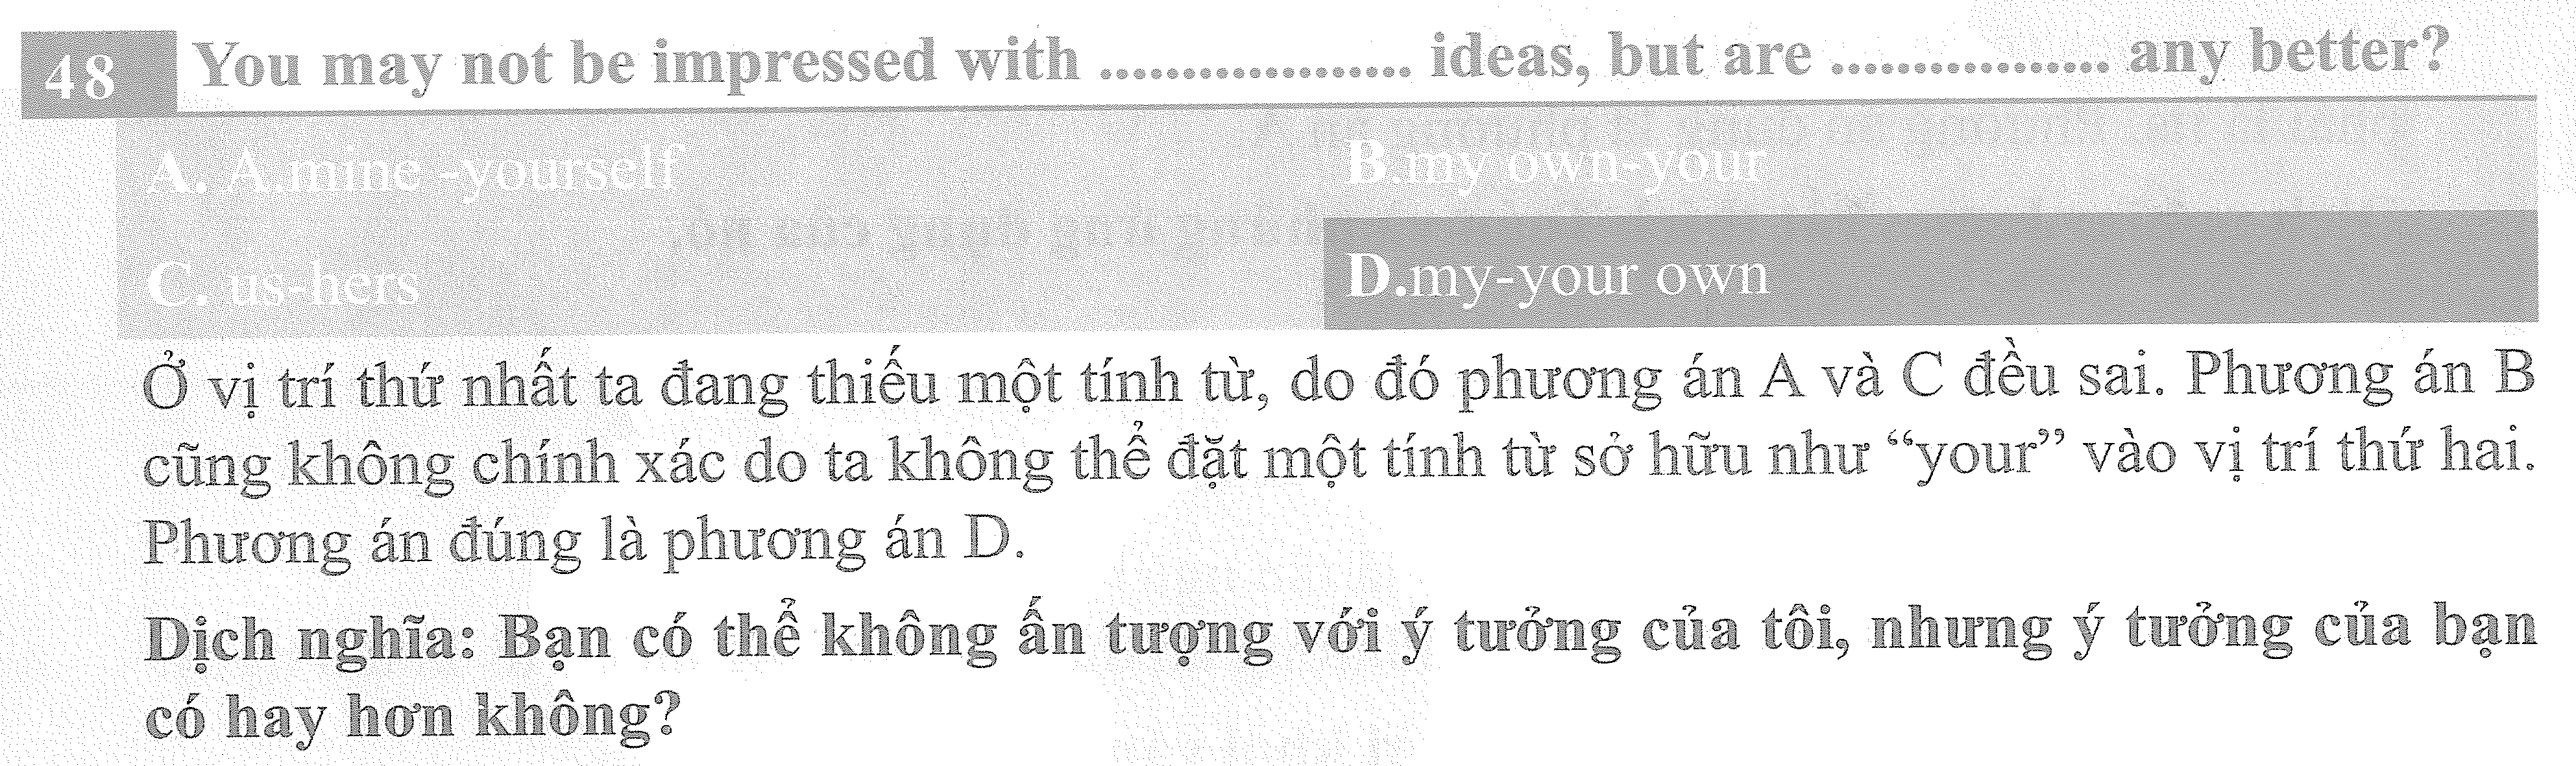 48 You may not be impressed with .................. ideas, but are ................ any better?
A. A.mine -yourself B.my own-your
C. us-hers D.my-your own
Ở vị trí thứ nhất ta đang thiếu một tính từ, do đó phương án A và C đều sai. Phương án B
cũng không chính xác do ta không thể đặt một tính từ sở hữu như “your” vào vị trí thứ hai.
Phương án đúng là phương án D.
Dịch nghĩa: Bạn có thể không ấn tượng với ý tưởng của tôi, nhưng ý tưởng của bạn
có hay hơn không?